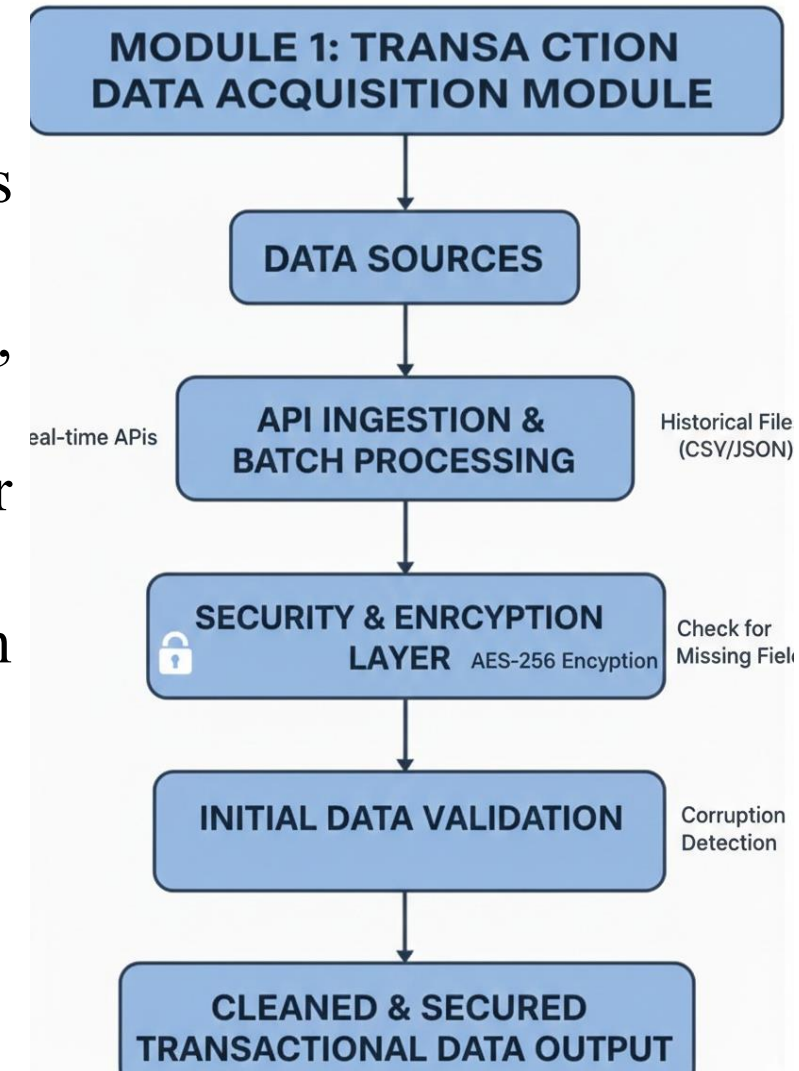 MODULE 1: TRANSA CTION
DATA ACQUISITION MODULE
s
DATA SOURCES
,
API INGESTION &
BATCH PROCESSING
eal-time APIs
Historical File
(CSV/JSON)
r
SECURITY & ENRCYPTION
LAYER AES-256 Encyption
Check for
Missing Fiel
n
INITIAL DATA VALIDATION
Corruption
Detection
CLEANED & SECURED
TRANSACTIONAL DATA OUTPUT